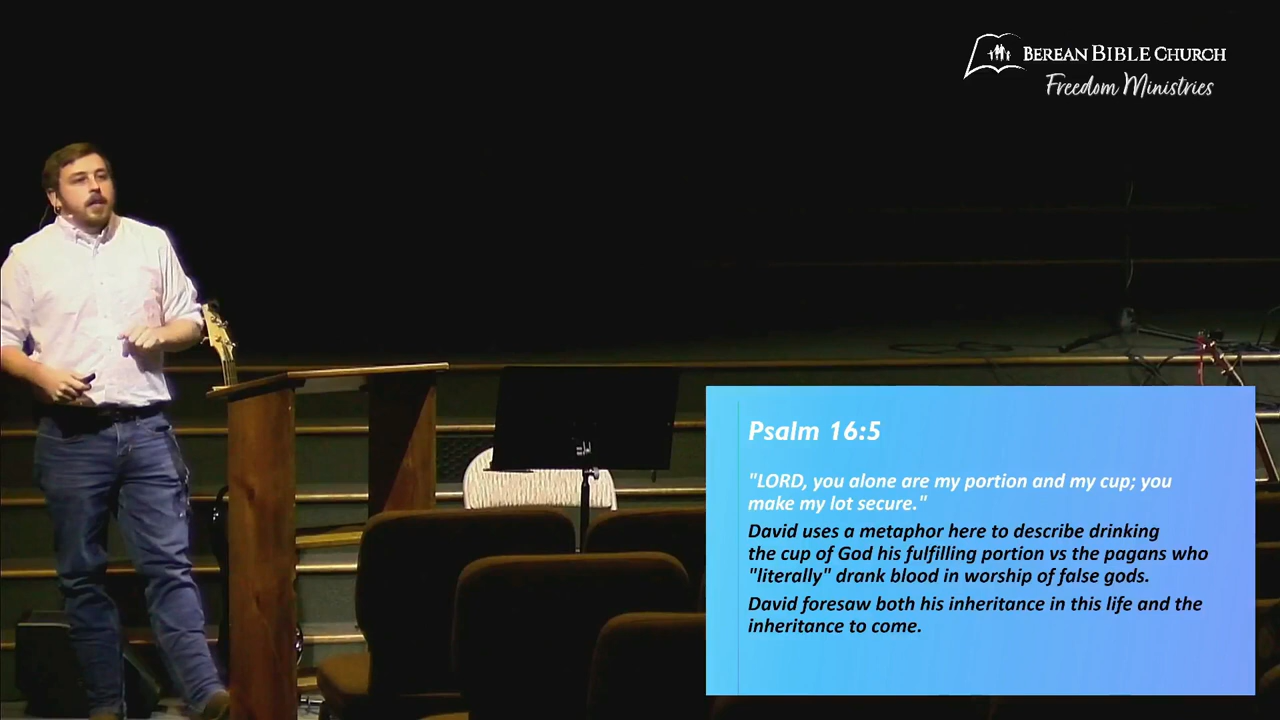 BEREAN BIBLE CHURCH
Freedom Ministries
Psalm 16:5
"LORD, you alone are my portion and my cup; you
make my lot secure."
David uses a metaphor here to describe drinking
the cup of God his fulfilling portion vs the pagans who
"literally" drank blood in worship of false gods.
David foresaw both his inheritance in this life and the
inheritance to come.